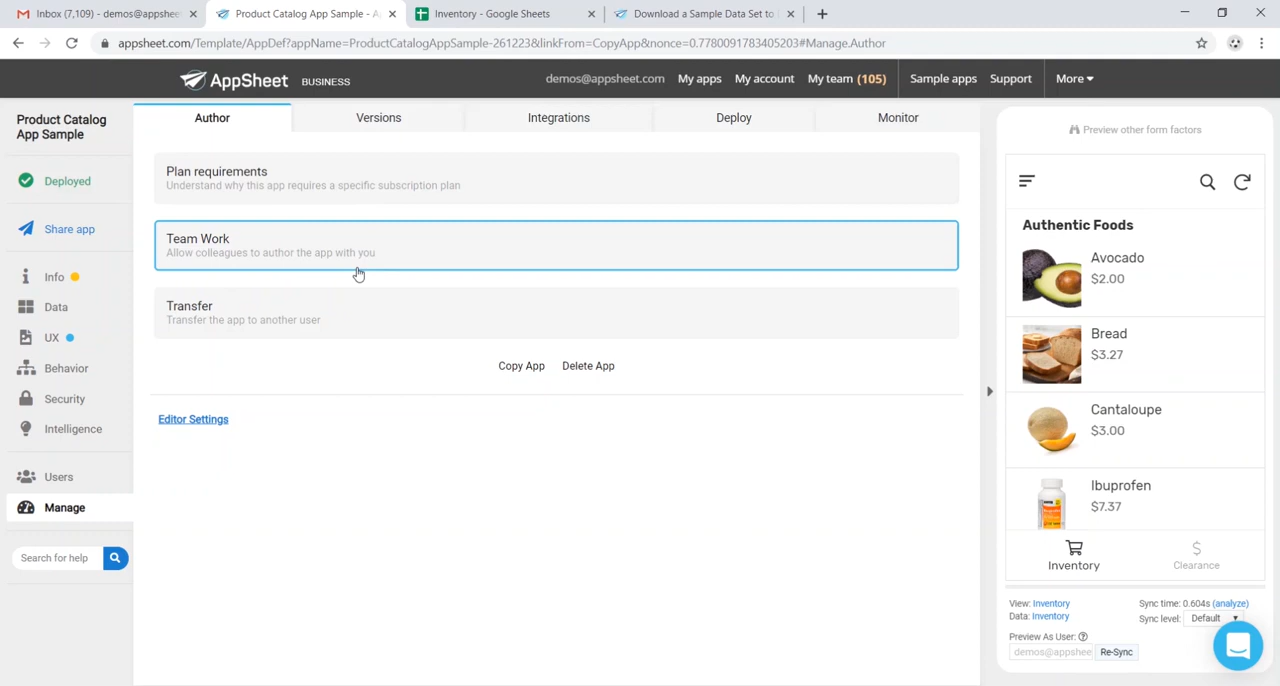 Inbox (7,109) - demos@appshee
Product Catalog App Sample - A
Inventory - Google Sheets
Download a Sample Data Set to
appsheet.com/Template/AppDef?appName=ProductCatalogAppSample-261223&linkFrom=CopyApp&nonce=0.7780091783405203#Manage.Author
AppSheet BUSINESS
demos@appsheet.com My apps My account My team (105) Sample apps Support More
Product Catalog
App Sample
Deployed
Share app
Info
Data
UX
Behavior
Security
Intelligence
Users
Manage
Search for help
Author Versions Integrations Deploy Monitor
Plan requirements
Understand why this app requires a specific subscription plan
Team Work
Allow colleagues to author the app with you
Transfer
Transfer the app to another user
Copy App Delete App
Editor Settings
Preview other form factors
Authentic Foods
Avocado
$2.00
Bread
$3.27
Cantaloupe
$3.00
Ibuprofen
$7.37
Inventory
$
Clearance
View: Inventory
Data: Inventory
Sync time: 0.604s (analyze)
Sync level: Default
Preview As User:
demos@appshee Re-Sync